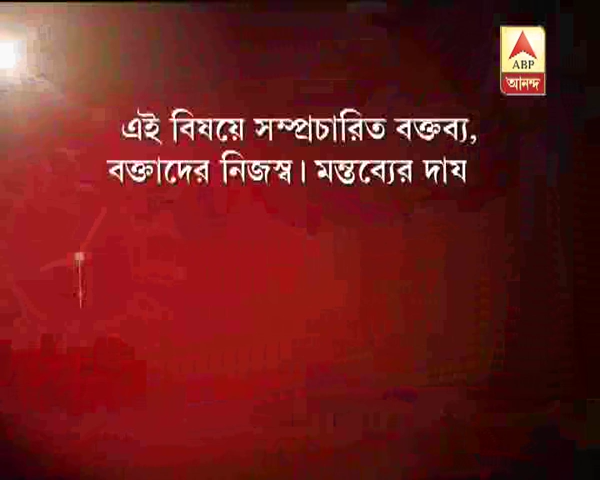 ABP
আনন্দ
এই বিষয়ে সম্প্রচারিত বক্তব্য,
বক্তাদের নিজস্ব। মন্তব্যের দায